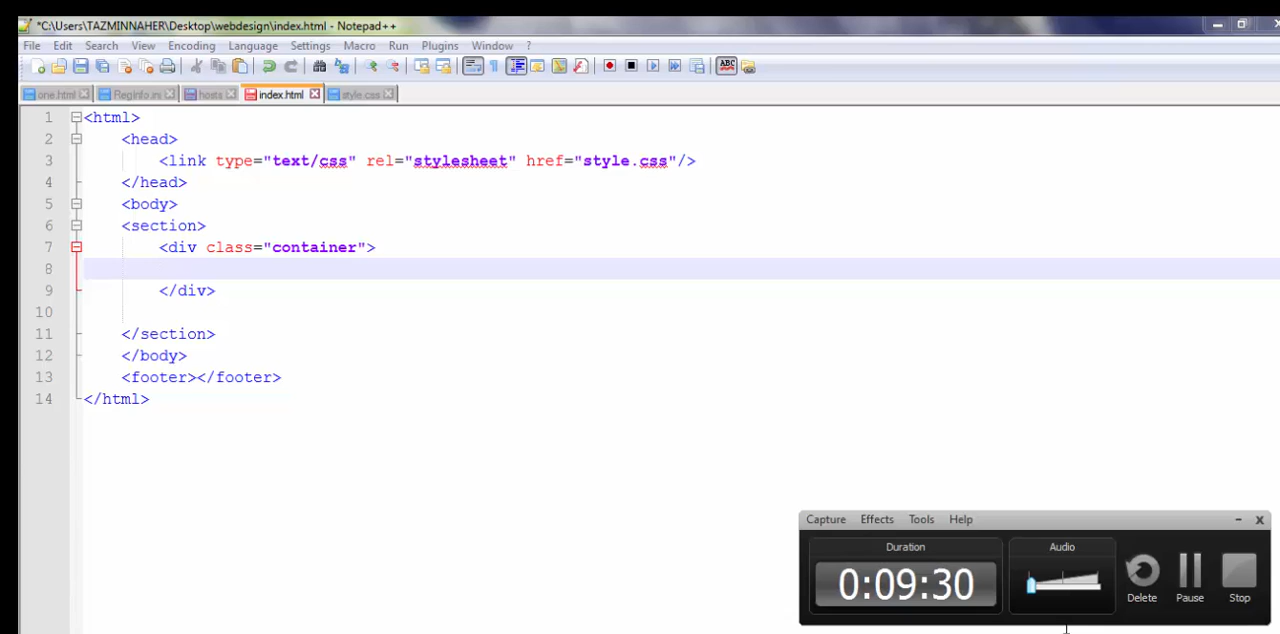 *C:\Users\TAZMINNAHER\Desktop\webdesign\index.html - Notepad++
File Edit Search View Encoding Language Settings Macro Run Plugins Window ?
ABC
one.html RegInfo.ini hosts index.html style.css
1 <html>
2 <head>
3 <link type="text/css" rel="stylesheet" href="style.css"/>
4 </head>
5 <body>
6 <section>
7 <div class="container">
8
9 </div>
10
11 </section>
12 </body>
13 <footer></footer>
14 </html>
Capture Effects Tools Help
Duration Audio
0:09:30
Delete Pause Stop